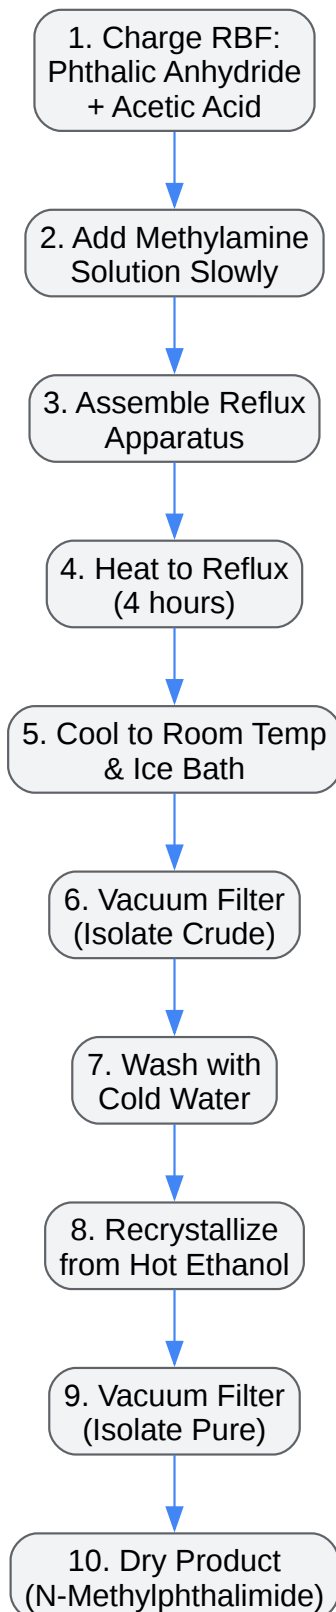 1. Charge RBF:
Phthalic Anhydride
+ Acetic Acid
2. Add Methylamine
Solution Slowly
3. Assemble Reflux
Apparatus
4. Heat to Reflux
(4 hours)
5. Cool to Room Temp
& Ice Bath
6. Vacuum Filter
(Isolate Crude)
7. Wash with
Cold Water
8. Recrystallize
from Hot Ethanol
9. Vacuum Filter
(Isolate Pure)
10. Dry Product
(N-Methylphthalimide)